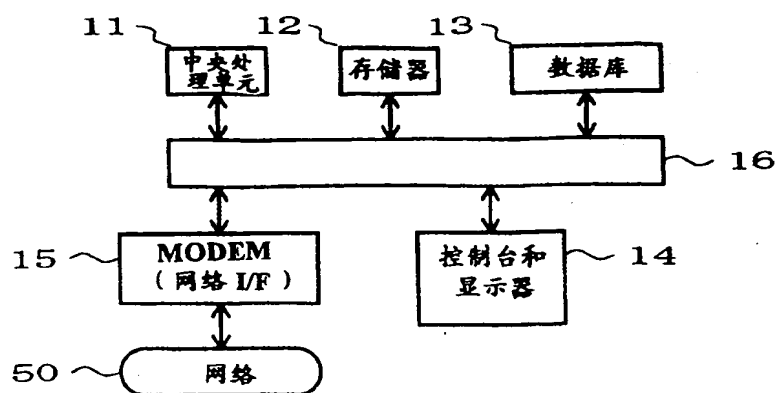 11
12
13
中央处
理单元
存储器
数据库
16
15
MODEM
（网络 I/F）
控制台和
显示器
14
50
网络